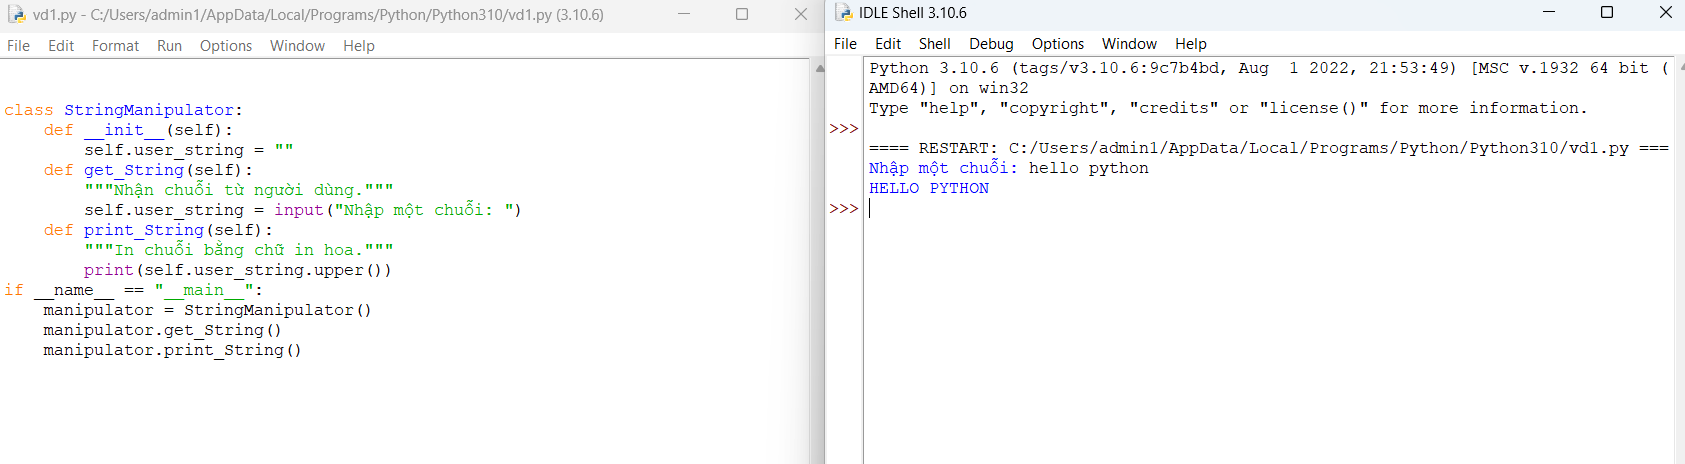 vd1.py - C:/Users/admin1/AppData/Local/Programs/Python/Python310/vd1.py (3.10.6)
File Edit Format Run Options Window Help
class StringManipulator:
    def __init__(self):
        self.user_string = ""
    def get_String(self):
        """Nhận chuỗi từ người dùng."""
        self.user_string = input("Nhập một chuỗi: ")
    def print_String(self):
        """In chuỗi bằng chữ in hoa."""
        print(self.user_string.upper())
if __name__ == "__main__":
    manipulator = StringManipulator()
    manipulator.get_String()
    manipulator.print_String()
IDLE Shell 3.10.6
File Edit Shell Debug Options Window Help
Python 3.10.6 (tags/v3.10.6:9c7b4bd, Aug  1 2022, 21:53:49) [MSC v.1932 64 bit (
AMD64)] on win32
Type "help", "copyright", "credits" or "license()" for more information.
>>>
==== RESTART: C:/Users/admin1/AppData/Local/Programs/Python/Python310/vd1.py ===
Nhập một chuỗi: hello python
HELLO PYTHON
>>>